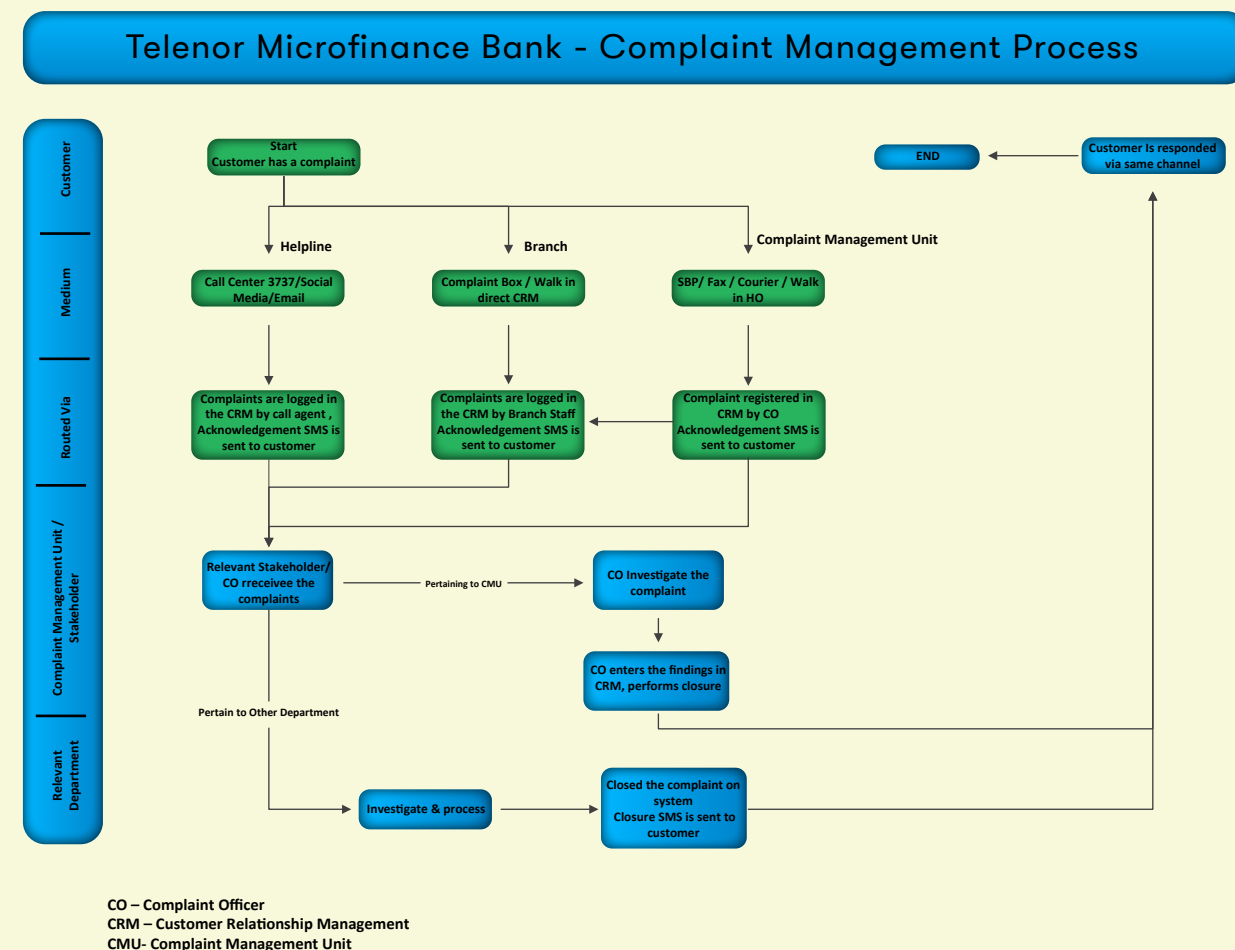 Telenor Microfinance Bank - Complaint Management Process
Customer
Medium
Routed Via
Complaint Management Unit /
Stakeholder
Relevant
Department
Start
Customer has a complaint
END
Customer Is responded
via same channel
Helpline
Branch
Complaint Management Unit
Call Center 3737/Social
Media/Email
Complaint Box / Walk in
direct CRM
SBP/ Fax / Courier / Walk
in HO
Complaints are logged in
the CRM by call agent ,
Acknowledgement SMS is
sent to customer
Complaints are logged in
the CRM by Branch Staff
Acknowledgement SMS is
sent to customer
Complaint registered in
CRM by CO
Acknowledgement SMS is
sent to customer
Relevant Stakeholder/
CO rreceivee the
complaints
Pertaining to CMU
CO Investigate the
complaint
CO enters the findings in
CRM, performs closure
Pertain to Other Department
Investigate & process
Closed the complaint on
system
Closure SMS is sent to
customer
CO – Complaint Officer
CRM – Customer Relationship Management
CMU- Complaint Management Unit